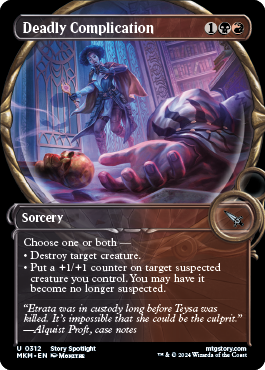 Deadly Complication 1
Sorcery
Choose one or both —
• Destroy target creature.
• Put a +1/+1 counter on target suspected
creature you control. You may have it
become no longer suspected.
"Etrata was in custody long before Teysa was
killed. It's impossible that she could be the culprit."
—Alquist Proft, case notes
U 0312 Story Spotlight mtgstory.com
MKM • EN ™ & © 2024 Wizards of the Coast